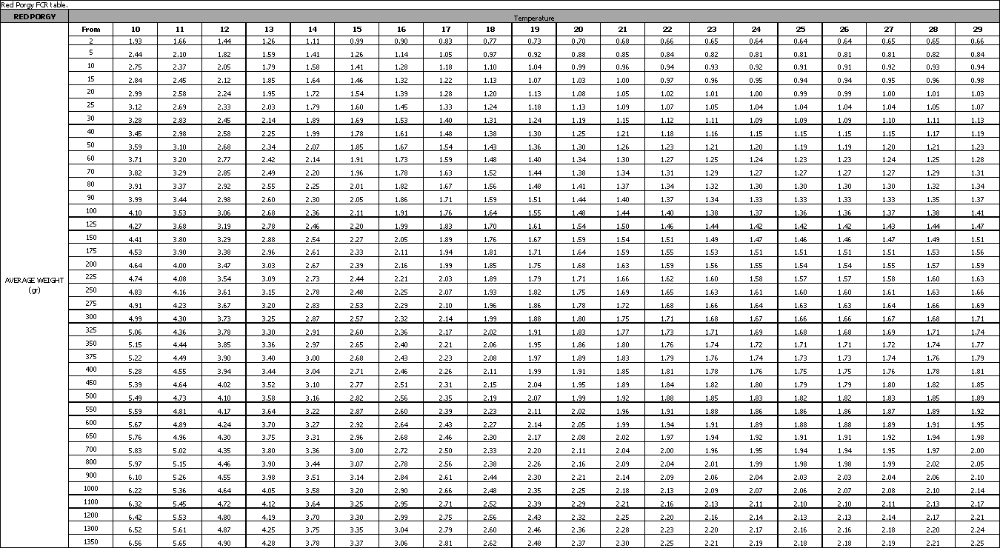 Red Porgy FCR table.
RED PORGY Temperature
From 10 11 12 13 14 15 16 17 18 19 20 21 22 23 24 25 26 27 28 29
2 1.93 1.66 1.44 1.26 1.11 0.99 0.90 0.83 0.77 0.73 0.70 0.68 0.66 0.65 0.64 0.64 0.64 0.65 0.65 0.66
5 2.44 2.10 1.82 1.59 1.41 1.26 1.14 1.05 0.97 0.92 0.88 0.85 0.84 0.82 0.81 0.81 0.81 0.81 0.82 0.84
10 2.75 2.37 2.05 1.79 1.58 1.41 1.28 1.18 1.10 1.04 0.99 0.96 0.94 0.93 0.92 0.91 0.91 0.92 0.93 0.94
15 2.84 2.45 2.12 1.85 1.64 1.46 1.32 1.22 1.13 1.07 1.03 1.00 0.97 0.96 0.95 0.94 0.94 0.95 0.96 0.98
20 2.99 2.58 2.24 1.95 1.72 1.54 1.39 1.28 1.20 1.13 1.08 1.05 1.02 1.01 1.00 0.99 0.99 1.00 1.01 1.03
25 3.12 2.69 2.33 2.03 1.79 1.60 1.45 1.33 1.24 1.18 1.13 1.09 1.07 1.05 1.04 1.04 1.04 1.04 1.05 1.07
30 3.28 2.83 2.45 2.14 1.89 1.69 1.53 1.40 1.31 1.24 1.19 1.15 1.12 1.11 1.09 1.09 1.09 1.10 1.11 1.13
40 3.45 2.98 2.58 2.25 1.99 1.78 1.61 1.48 1.38 1.30 1.25 1.21 1.18 1.16 1.15 1.15 1.15 1.15 1.17 1.19
50 3.59 3.10 2.68 2.34 2.07 1.85 1.67 1.54 1.43 1.36 1.30 1.26 1.23 1.21 1.20 1.19 1.19 1.20 1.21 1.23
60 3.71 3.20 2.77 2.42 2.14 1.91 1.73 1.59 1.48 1.40 1.34 1.30 1.27 1.25 1.24 1.23 1.23 1.24 1.25 1.28
70 3.82 3.29 2.85 2.49 2.20 1.96 1.78 1.63 1.52 1.44 1.38 1.34 1.31 1.29 1.27 1.27 1.27 1.28 1.29 1.31
80 3.91 3.37 2.92 2.55 2.25 2.01 1.82 1.67 1.56 1.48 1.41 1.37 1.34 1.32 1.30 1.30 1.30 1.30 1.32 1.34
90 3.99 3.44 2.98 2.60 2.30 2.05 1.86 1.71 1.59 1.51 1.44 1.40 1.37 1.34 1.33 1.33 1.33 1.33 1.35 1.37
100 4.10 3.53 3.06 2.68 2.36 2.11 1.91 1.76 1.64 1.55 1.48 1.44 1.40 1.38 1.37 1.36 1.36 1.37 1.38 1.41
125 4.27 3.68 3.19 2.78 2.46 2.20 1.99 1.83 1.70 1.61 1.54 1.50 1.46 1.44 1.42 1.42 1.42 1.43 1.44 1.47
150 4.41 3.80 3.29 2.88 2.54 2.27 2.05 1.89 1.76 1.67 1.59 1.54 1.51 1.49 1.47 1.46 1.46 1.47 1.49 1.51
175 4.53 3.90 3.38 2.96 2.61 2.33 2.11 1.94 1.81 1.71 1.64 1.59 1.55 1.53 1.51 1.51 1.51 1.51 1.53 1.56
200 4.64 4.00 3.47 3.03 2.67 2.39 2.16 1.99 1.85 1.75 1.68 1.63 1.59 1.56 1.55 1.54 1.54 1.55 1.57 1.59
225 4.74 4.08 3.54 3.09 2.73 2.44 2.21 2.03 1.89 1.79 1.71 1.66 1.62 1.60 1.58 1.57 1.57 1.58 1.60 1.63
AVERAGE WEIGHT
(gr)
250 4.83 4.16 3.61 3.15 2.78 2.48 2.25 2.07 1.93 1.82 1.75 1.69 1.65 1.63 1.61 1.60 1.60 1.61 1.63 1.66
275 4.91 4.23 3.67 3.20 2.83 2.53 2.29 2.10 1.96 1.86 1.78 1.72 1.68 1.66 1.64 1.63 1.63 1.64 1.66 1.69
300 4.99 4.30 3.73 3.25 2.87 2.57 2.32 2.14 1.99 1.88 1.80 1.75 1.71 1.68 1.67 1.66 1.66 1.67 1.68 1.71
325 5.06 4.36 3.78 3.30 2.91 2.60 2.36 2.17 2.02 1.91 1.83 1.77 1.73 1.71 1.69 1.68 1.68 1.69 1.71 1.74
350 5.15 4.44 3.85 3.36 2.97 2.65 2.40 2.21 2.06 1.95 1.86 1.80 1.76 1.74 1.72 1.71 1.71 1.72 1.74 1.77
375 5.22 4.49 3.90 3.40 3.00 2.68 2.43 2.23 2.08 1.97 1.89 1.83 1.79 1.76 1.74 1.73 1.73 1.74 1.76 1.79
400 5.28 4.55 3.94 3.44 3.04 2.71 2.46 2.26 2.11 1.99 1.91 1.85 1.81 1.78 1.76 1.75 1.75 1.76 1.78 1.81
450 5.39 4.64 4.02 3.52 3.10 2.77 2.51 2.31 2.15 2.04 1.95 1.89 1.84 1.82 1.80 1.79 1.79 1.80 1.82 1.85
500 5.49 4.73 4.10 3.58 3.16 2.82 2.56 2.35 2.19 2.07 1.99 1.92 1.88 1.85 1.83 1.82 1.82 1.83 1.85 1.89
550 5.59 4.81 4.17 3.64 3.22 2.87 2.60 2.39 2.23 2.11 2.02 1.96 1.91 1.88 1.86 1.86 1.86 1.87 1.89 1.92
600 5.67 4.89 4.24 3.70 3.27 2.92 2.64 2.43 2.27 2.14 2.05 1.99 1.94 1.91 1.89 1.88 1.88 1.89 1.91 1.95
650 5.76 4.96 4.30 3.75 3.31 2.96 2.68 2.46 2.30 2.17 2.08 2.02 1.97 1.94 1.92 1.91 1.91 1.92 1.94 1.98
700 5.83 5.02 4.35 3.80 3.36 3.00 2.72 2.50 2.33 2.20 2.11 2.04 2.00 1.96 1.95 1.94 1.94 1.95 1.97 2.00
800 5.97 5.15 4.46 3.90 3.44 3.07 2.78 2.56 2.38 2.26 2.16 2.09 2.04 2.01 1.99 1.98 1.98 1.99 2.02 2.05
900 6.10 5.26 4.55 3.98 3.51 3.14 2.84 2.61 2.44 2.30 2.21 2.14 2.09 2.06 2.04 2.03 2.03 2.04 2.06 2.10
1000 6.22 5.36 4.64 4.05 3.58 3.20 2.90 2.66 2.48 2.35 2.25 2.18 2.13 2.09 2.07 2.06 2.07 2.08 2.10 2.14
1100 6.32 5.45 4.72 4.12 3.64 3.25 2.95 2.71 2.52 2.39 2.29 2.21 2.16 2.13 2.11 2.10 2.10 2.11 2.13 2.17
1200 6.42 5.53 4.80 4.19 3.70 3.30 2.99 2.75 2.56 2.43 2.32 2.25 2.20 2.16 2.14 2.13 2.13 2.14 2.17 2.21
1300 6.52 5.61 4.87 4.25 3.75 3.35 3.04 2.79 2.60 2.46 2.36 2.28 2.23 2.20 2.17 2.16 2.16 2.18 2.20 2.24
1350 6.56 5.65 4.90 4.28 3.78 3.37 3.06 2.81 2.62 2.48 2.37 2.30 2.25 2.21 2.19 2.18 2.18 2.19 2.21 2.25